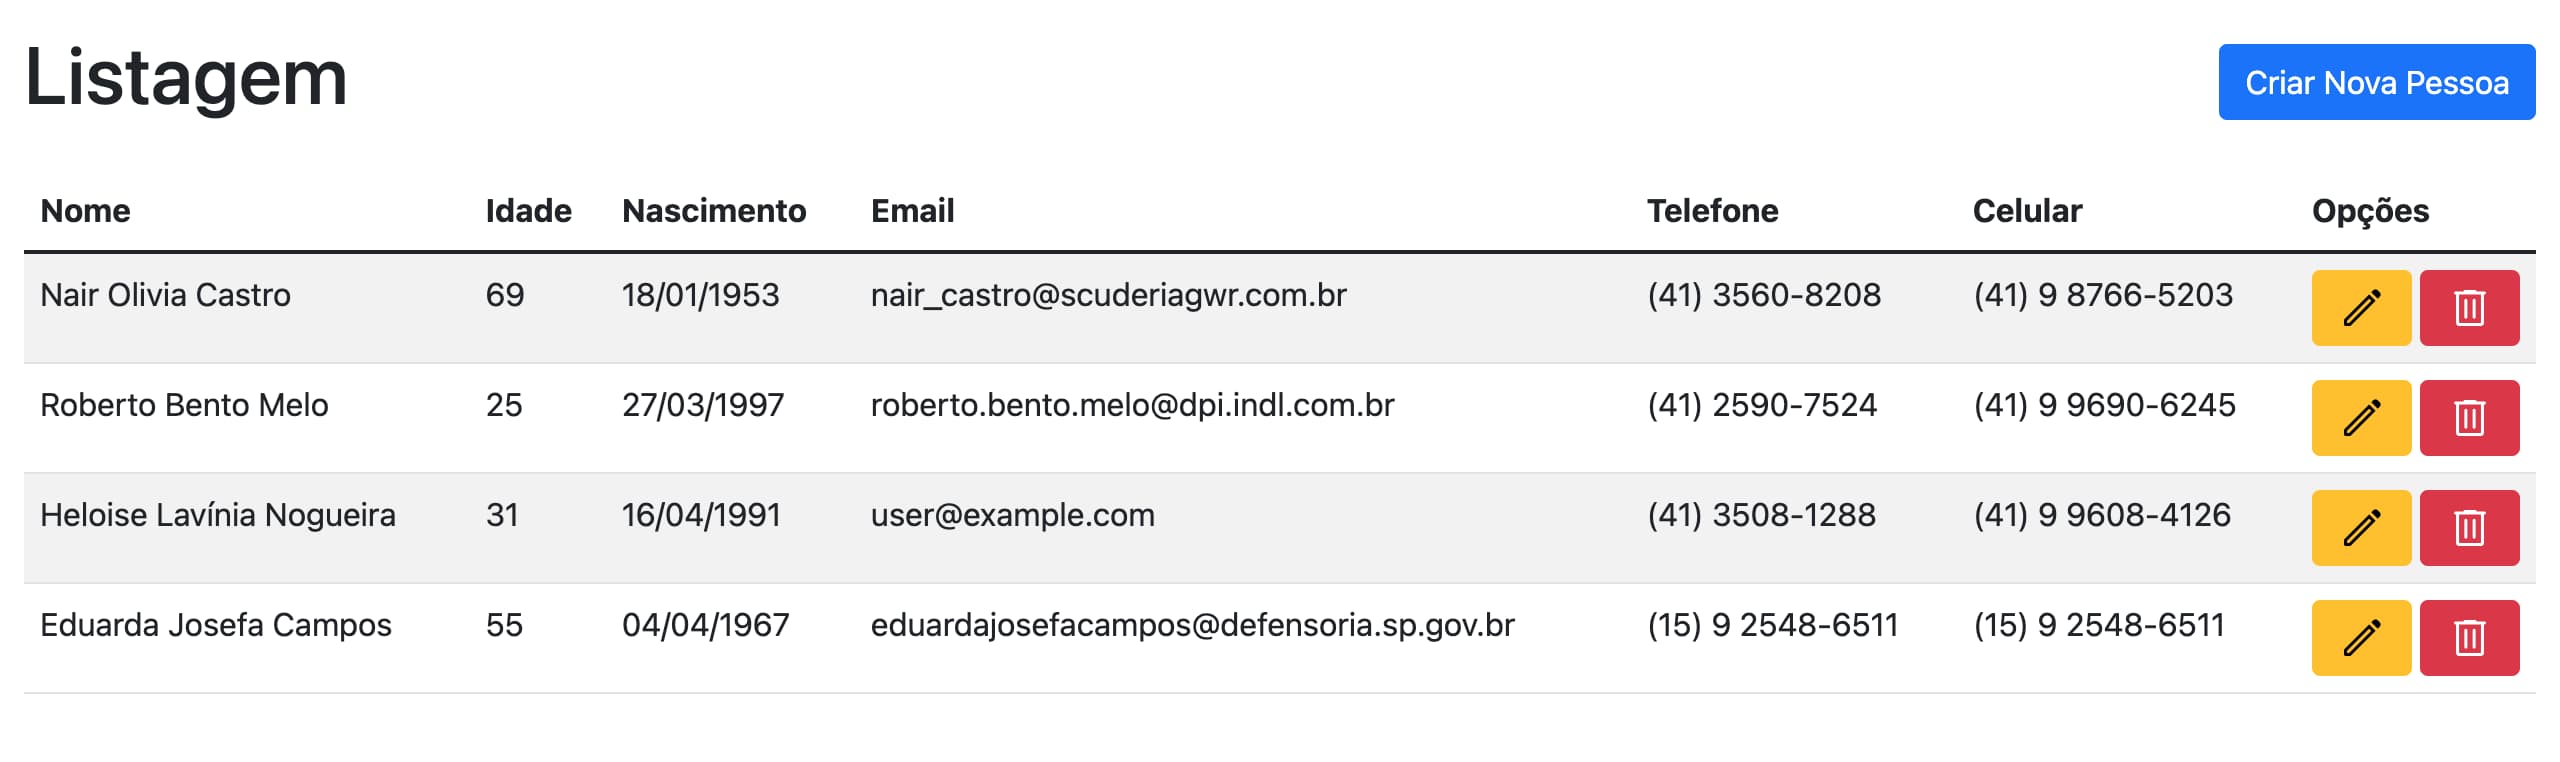 Listagem
Criar Nova Pessoa
Nome Idade Nascimento Email Telefone Celular Opções
Nair Olivia Castro 69 18/01/1953 nair_castro@scuderiagwr.com.br (41) 3560-8208 (41) 9 8766-5203
Roberto Bento Melo 25 27/03/1997 roberto.bento.melo@dpi.indl.com.br (41) 2590-7524 (41) 9 9690-6245
Heloise Lavínia Nogueira 31 16/04/1991 user@example.com (41) 3508-1288 (41) 9 9608-4126
Eduarda Josefa Campos 55 04/04/1967 eduardajosefacampos@defensoria.sp.gov.br (15) 9 2548-6511 (15) 9 2548-6511